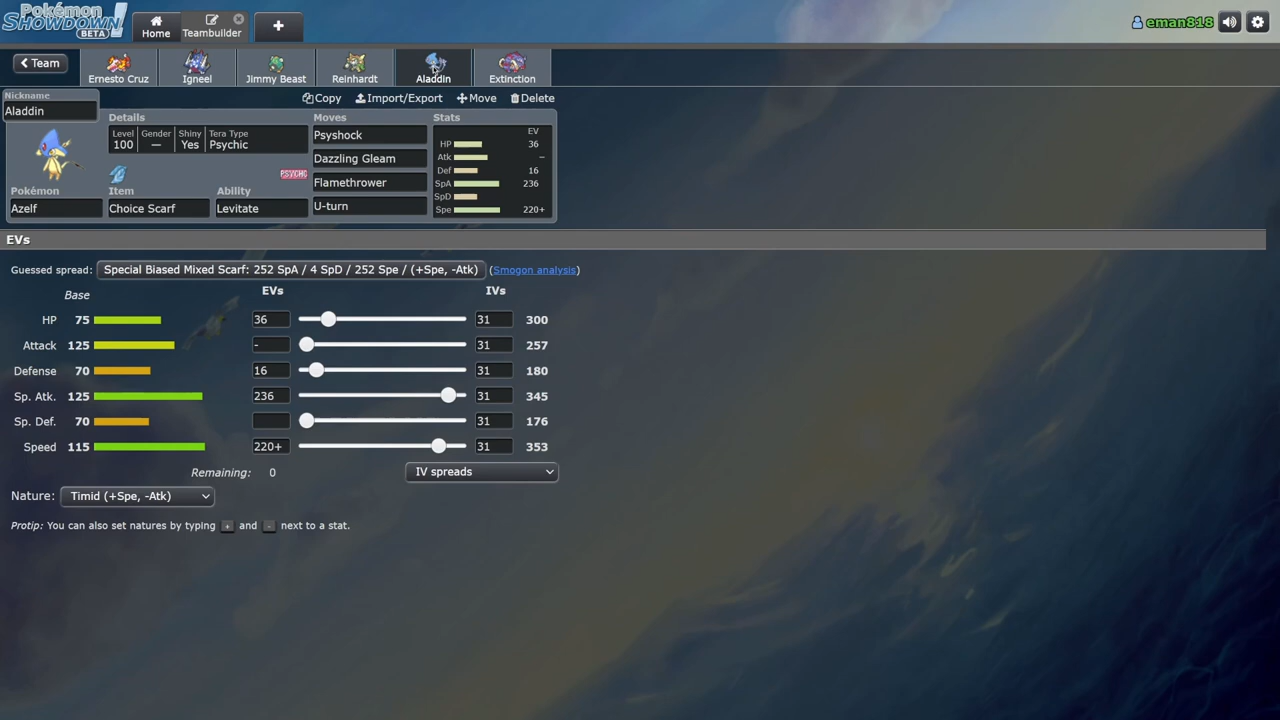 Pokémon
SHOWDOWN!
BETA
Home
Teambuilder
+
eman818
Team
Ernesto Cruz
Igneel
Jimmy Beast
Reinhardt
Aladdin
Extinction
Copy
Import/Export
Move
Delete
Nickname
Aladdin
Details
Level
Gender
Shiny
Tera Type
100
—
Yes
Psychic
PSYCHC
Pokémon
Azelf
Item
Choice Scarf
Ability
Levitate
Moves
Psyshock
Dazzling Gleam
Flamethrower
U-turn
Stats
EV
HP 36
Atk –
Def 16
SpA 236
SpD
Spe 220+
EVs
Guessed spread: Special Biased Mixed Scarf: 252 SpA / 4 SpD / 252 Spe / (+Spe, -Atk) (Smogon analysis)
Base EVs IVs
HP 75 36 31 300
Attack 125 - 31 257
Defense 70 16 31 180
Sp. Atk. 125 236 31 345
Sp. Def. 70 31 176
Speed 115 220+ 31 353
Remaining: 0 IV spreads
Nature: Timid (+Spe, -Atk)
Protip: You can also set natures by typing + and - next to a stat.